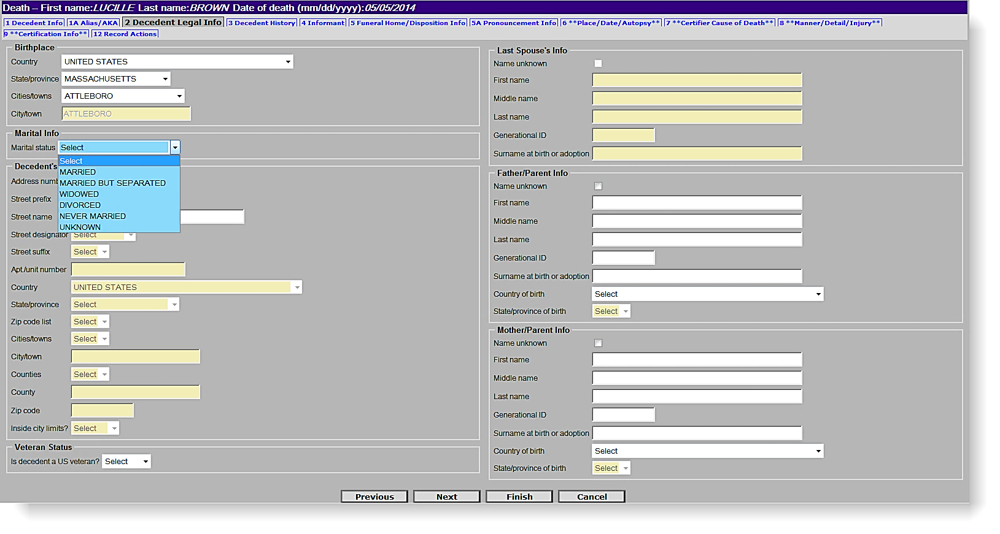 Death -- First name:LUCILLE Last name:BROWN Date of death (mm/dd/yyyy):05/05/2014
1 Decedent Info 1A Alias/AKA 2 Decedent Legal Info 3 Decedent History 4 Informant 5 Funeral Home/Disposition Info 5A Pronouncement Info 6 **Place/Date/Autopsy** 7 **Certifier Cause of Death** 8 **Manner/Detail/Injury**
9 **Certification Info** 12 Record Actions
Birthplace
Country UNITED STATES
State/province MASSACHUSETTS
Cities/towns ATTLEBORO
City/town ATTLEBORO
Marital Info
Marital status Select
Select
MARRIED
MARRIED BUT SEPARATED
WIDOWED
DIVORCED
NEVER MARRIED
UNKNOWN
Decedent's
Address numb
Street prefix
Street name
Street designator Select
Street suffix Select
Apt./unit number
Country UNITED STATES
State/province Select
Zip code list Select
Cities/towns Select
City/town
Counties Select
County
Zip code
Inside city limits? Select
Veteran Status
Is decedent a US veteran? Select
Last Spouse's Info
Name unknown
First name
Middle name
Last name
Generational ID
Surname at birth or adoption
Father/Parent Info
Name unknown
First name
Middle name
Last name
Generational ID
Surname at birth or adoption
Country of birth Select
State/province of birth Select
Mother/Parent Info
Name unknown
First name
Middle name
Last name
Generational ID
Surname at birth or adoption
Country of birth Select
State/province of birth Select
Previous Next Finish Cancel